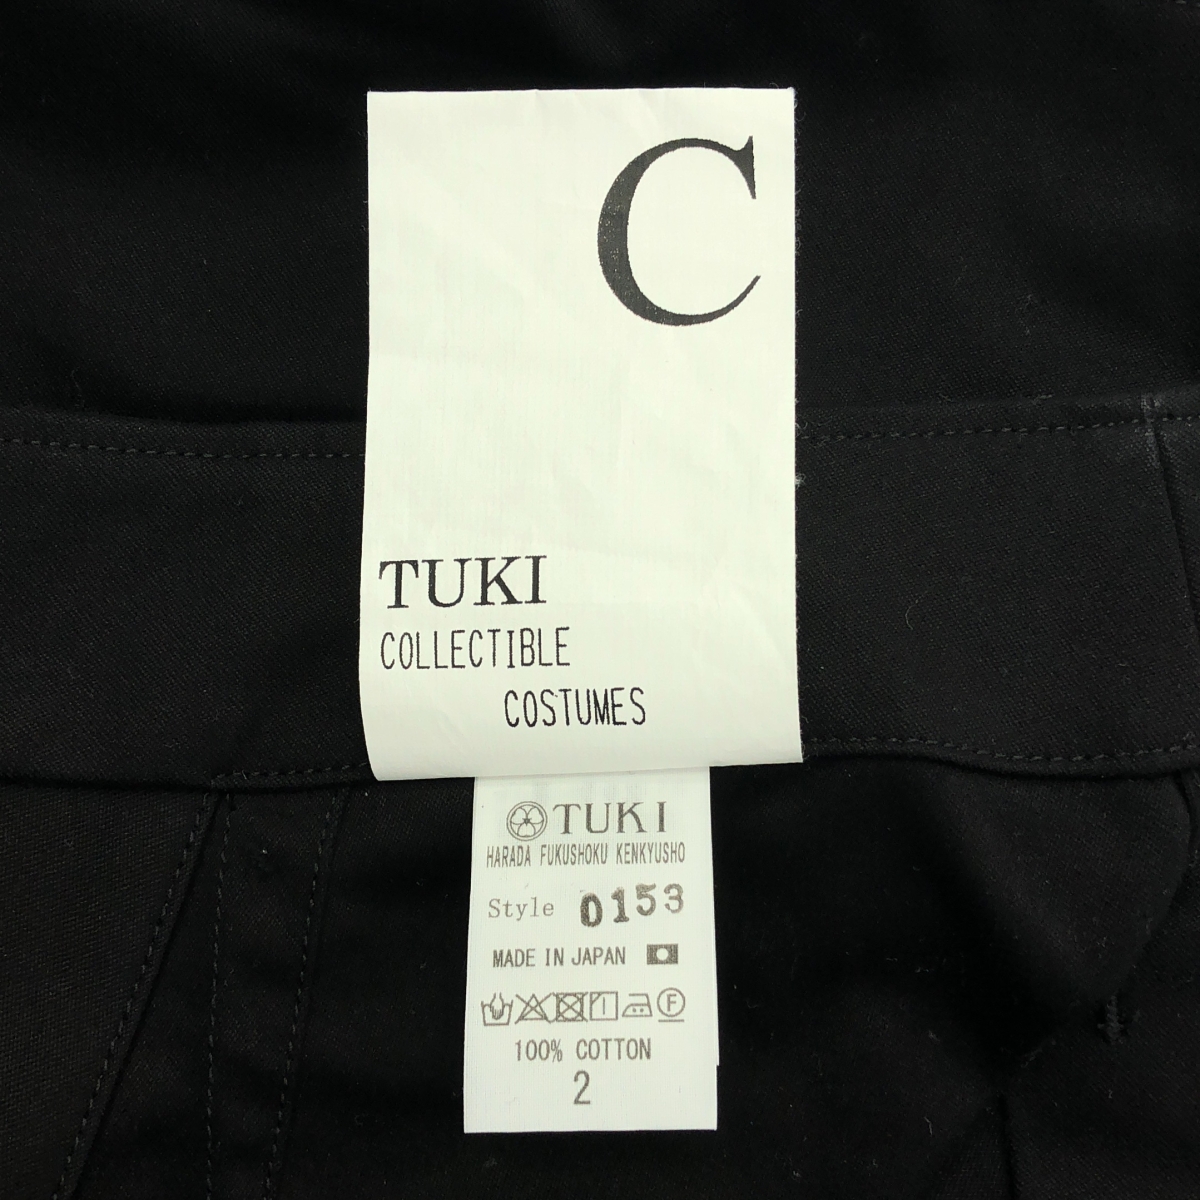 C
TUKI
COLLECTIBLE
COSTUMES
TUKI
HARADA FUKUSHOKU KENKYUSHO
Style 0153
MADE IN JAPAN
F
100% COTTON
2